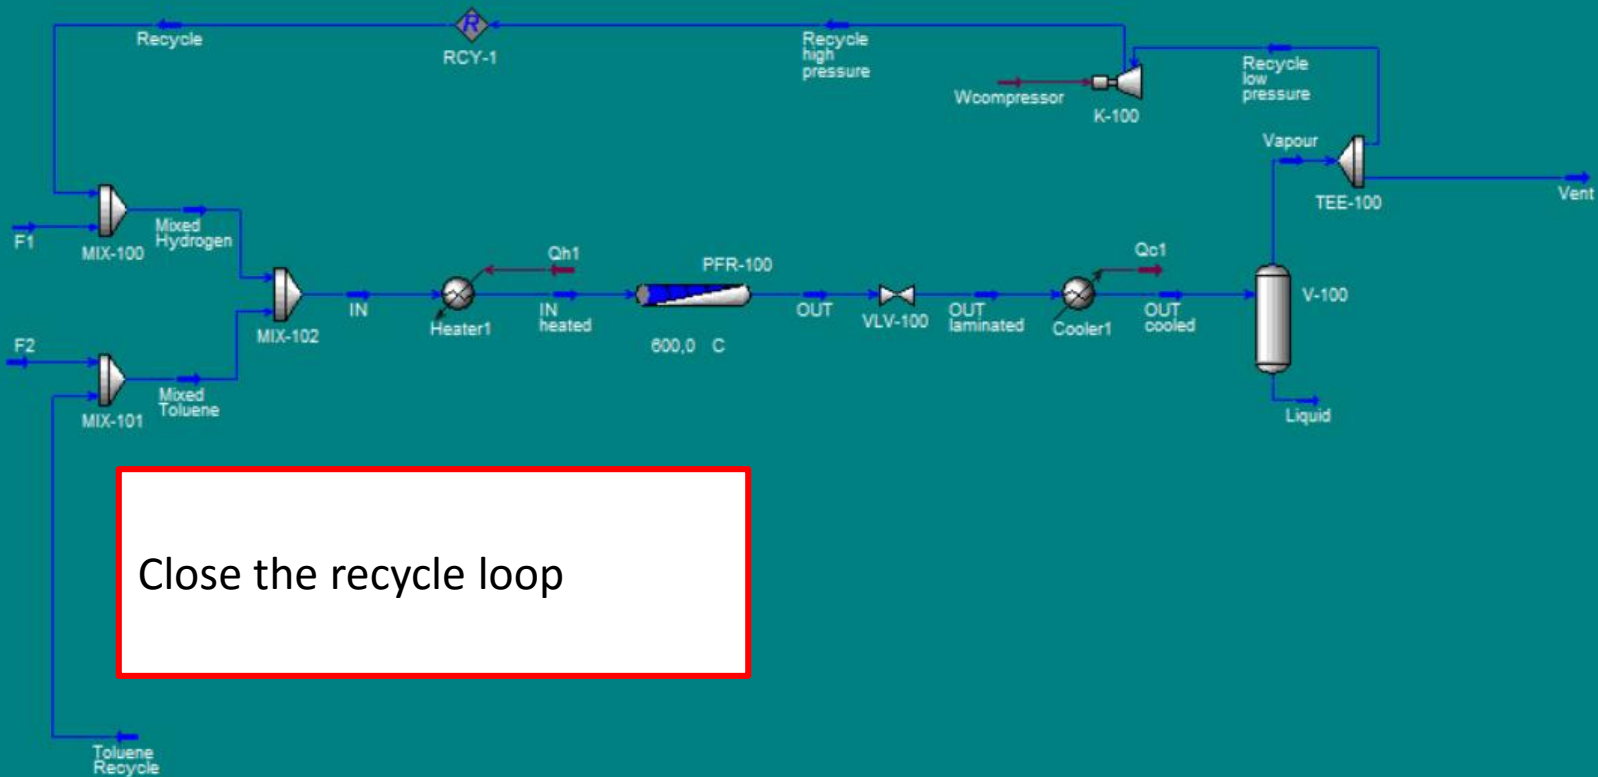 Recycle
R
RCY-1
Recycle
high
pressure
Wcompressor
K-100
Recycle
low
pressure
Vapour
TEE-100
Vent
F1
MIX-100
Mixed
Hydrogen
F2
MIX-101
Mixed
Toluene
MIX-102
IN
Qh1
Heater1
IN
heated
PFR-100
600,0 C
OUT
VLV-100
OUT
laminated
Qc1
Cooler1
OUT
cooled
V-100
Liquid
Close the recycle loop
Toluene
Recycle